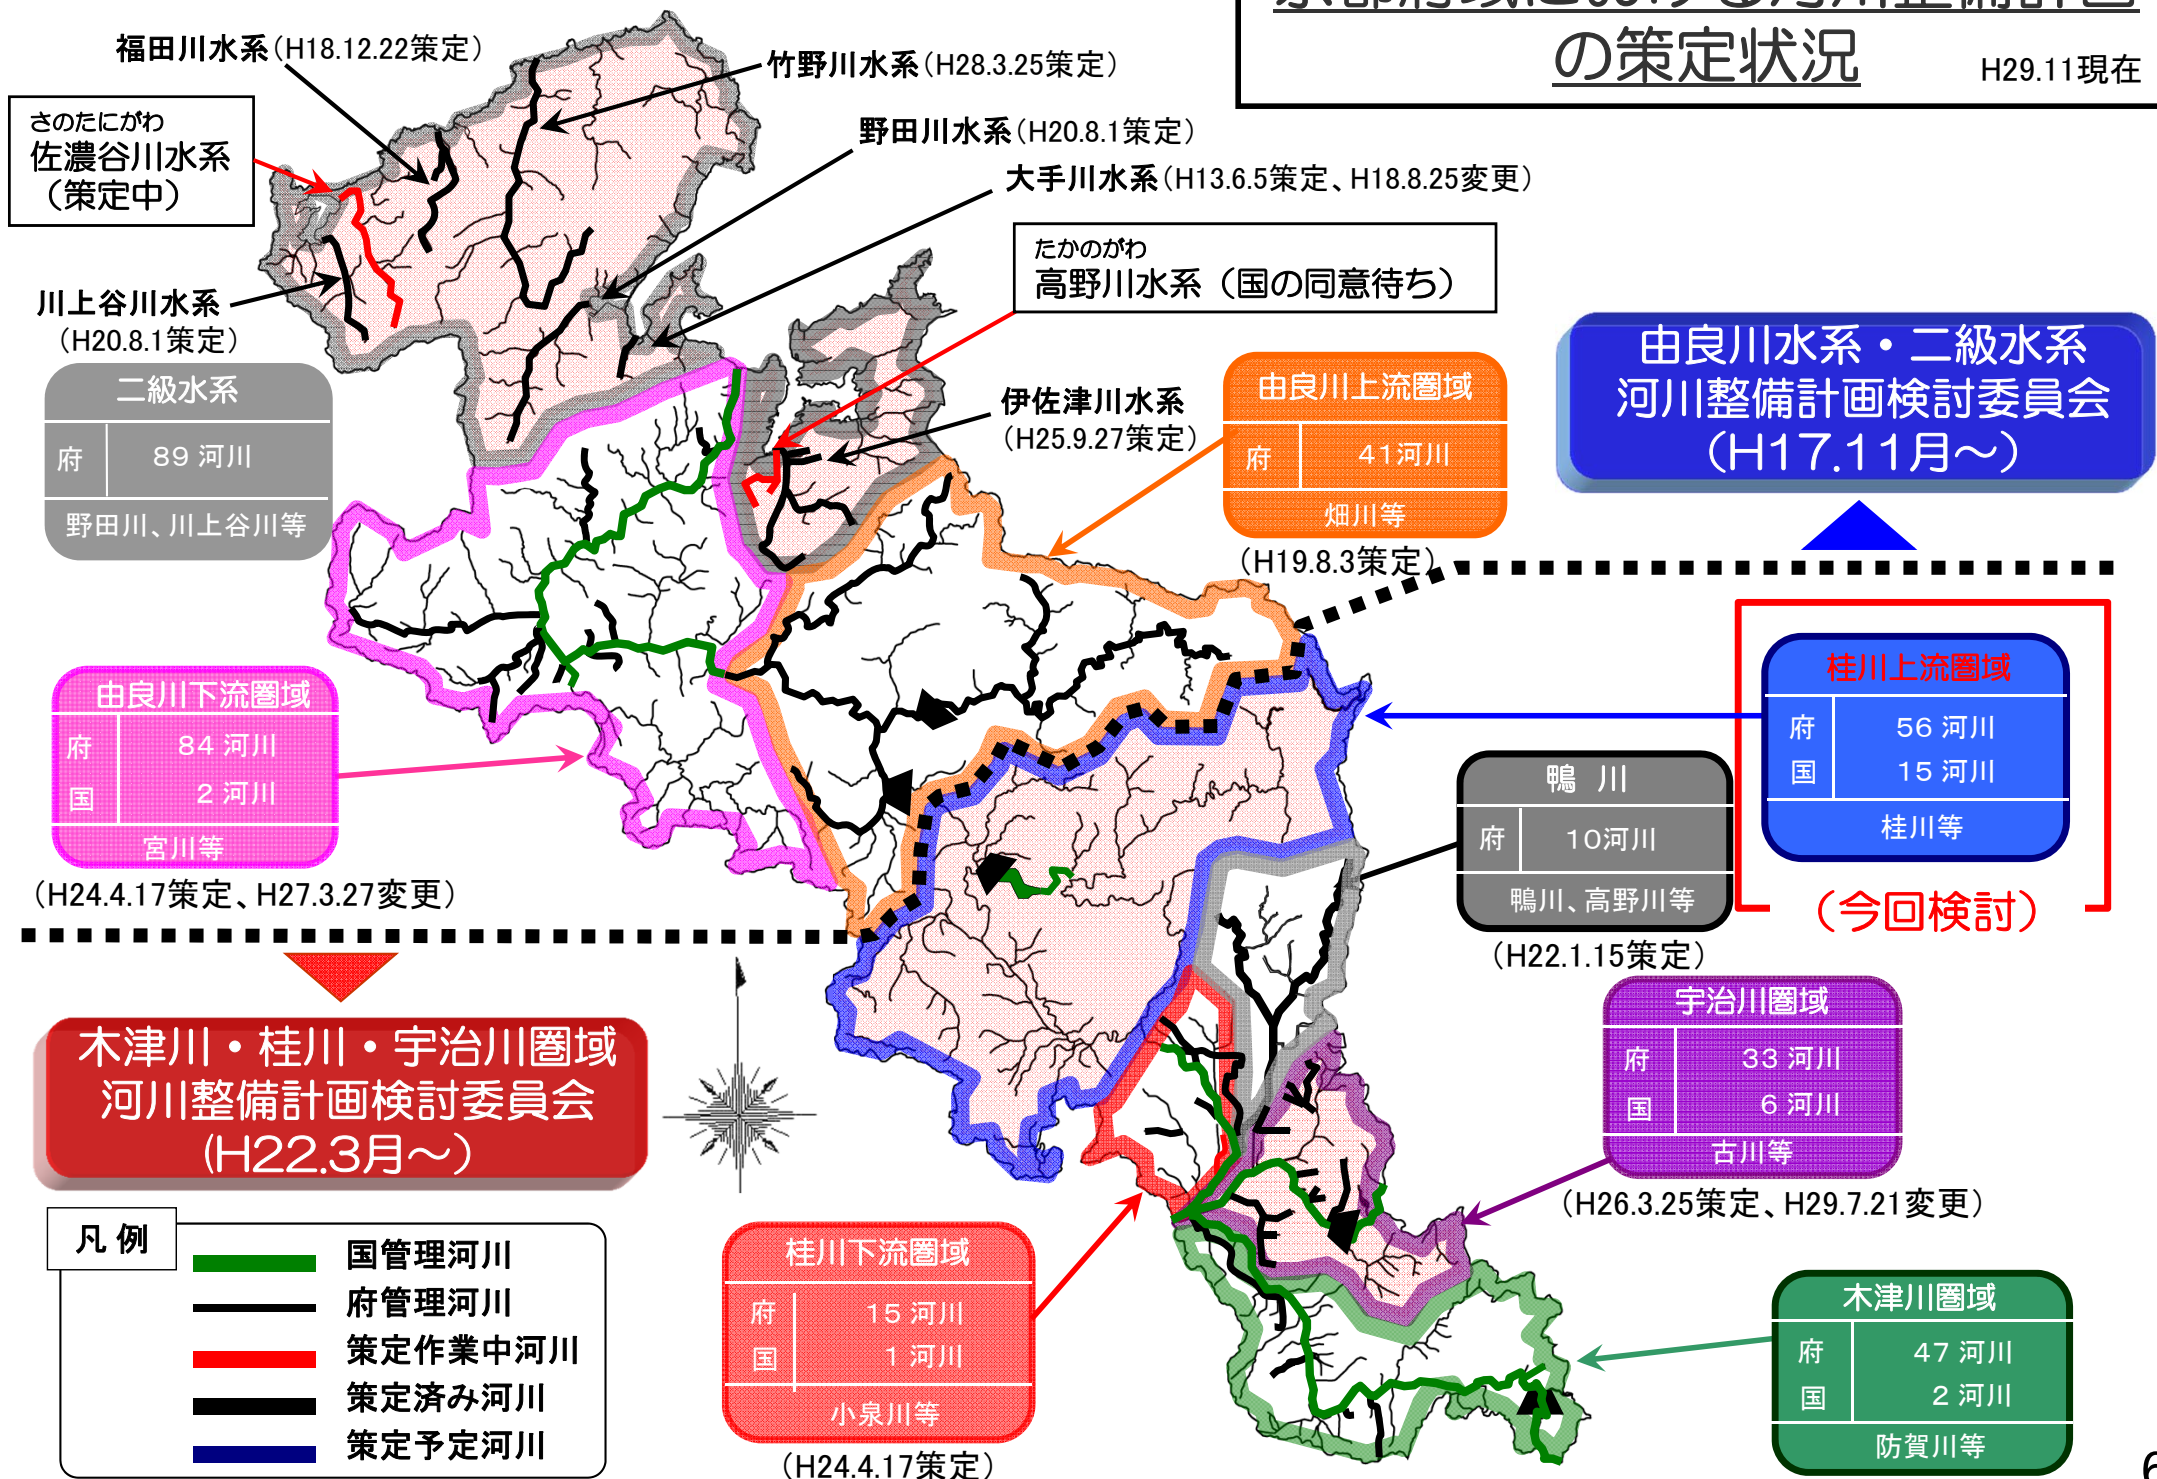 京都府域における河川整備計画
の策定状況
H29.11現在
福田川水系(H18.12.22策定)
竹野川水系(H28.3.25策定)
さのたにがわ
佐濃谷川水系
(策定中)
野田川水系(H20.8.1策定)
大手川水系(H13.6.5策定、H18.8.25変更)
たかのがわ
高野川水系(国の同意待ち)
川上谷川水系
(H20.8.1策定)
二級水系
府 89 河川
野田川、川上谷川等
伊佐津川水系
(H25.9.27策定)
由良川上流圏域
府 41河川
畑川等
(H19.8.3策定)
由良川水系・二級水系
河川整備計画検討委員会
(H17.11月～)
由良川下流圏域
府 84 河川
国 2 河川
宮川等
(H24.4.17策定、H27.3.27変更)
桂川上流圏域
府 56 河川
国 15 河川
桂川等
(今回検討)
鴨 川
府 10河川
鴨川、高野川等
(H22.1.15策定)
木津川・桂川・宇治川圏域
河川整備計画検討委員会
(H22.3月～)
宇治川圏域
府 33 河川
国 6 河川
古川等
(H26.3.25策定、H29.7.21変更)
凡 例
国管理河川
府管理河川
策定作業中河川
策定済み河川
策定予定河川
桂川下流圏域
府 15 河川
国 1 河川
小泉川等
(H24.4.17策定)
木津川圏域
府 47 河川
国 2 河川
防賀川等
6